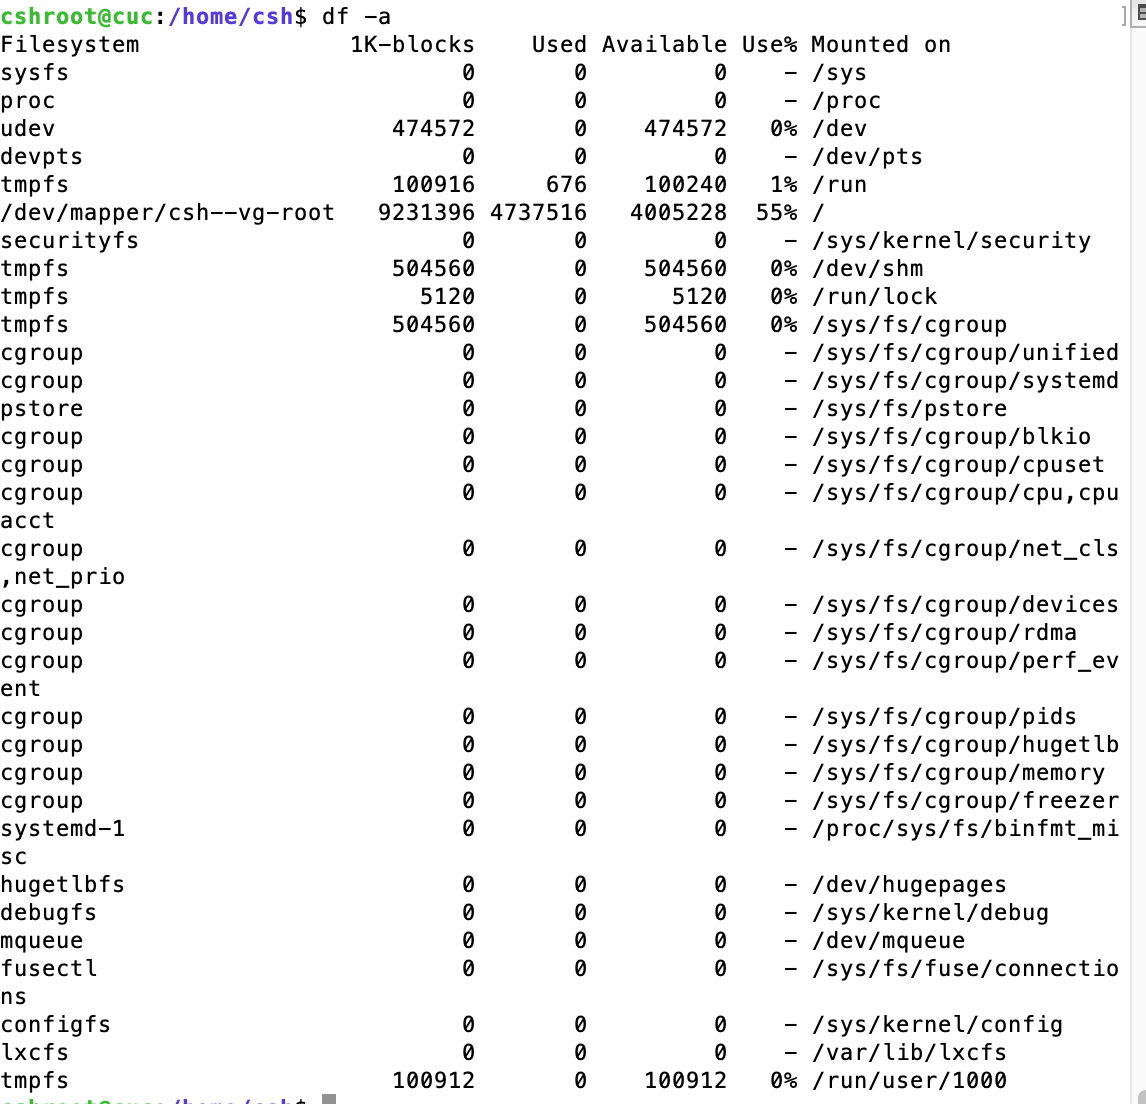 cshroot@cuc:/home/csh$ df -a
Filesystem 1K-blocks Used Available Use% Mounted on
sysfs 0 0 0 - /sys
proc 0 0 0 - /proc
udev 474572 0 474572 0% /dev
devpts 0 0 0 - /dev/pts
tmpfs 100916 676 100240 1% /run
/dev/mapper/csh--vg-root 9231396 4737516 4005228 55% /
securityfs 0 0 0 - /sys/kernel/security
tmpfs 504560 0 504560 0% /dev/shm
tmpfs 5120 0 5120 0% /run/lock
tmpfs 504560 0 504560 0% /sys/fs/cgroup
cgroup 0 0 0 - /sys/fs/cgroup/unified
cgroup 0 0 0 - /sys/fs/cgroup/systemd
pstore 0 0 0 - /sys/fs/pstore
cgroup 0 0 0 - /sys/fs/cgroup/blkio
cgroup 0 0 0 - /sys/fs/cgroup/cpuset
cgroup 0 0 0 - /sys/fs/cgroup/cpu,cpu
acct
cgroup 0 0 0 - /sys/fs/cgroup/net_cls
,net_prio
cgroup 0 0 0 - /sys/fs/cgroup/devices
cgroup 0 0 0 - /sys/fs/cgroup/rdma
cgroup 0 0 0 - /sys/fs/cgroup/perf_ev
ent
cgroup 0 0 0 - /sys/fs/cgroup/pids
cgroup 0 0 0 - /sys/fs/cgroup/hugetlb
cgroup 0 0 0 - /sys/fs/cgroup/memory
cgroup 0 0 0 - /sys/fs/cgroup/freezer
systemd-1 0 0 0 - /proc/sys/fs/binfmt_mi
sc
hugetlbfs 0 0 0 - /dev/hugepages
debugfs 0 0 0 - /sys/kernel/debug
mqueue 0 0 0 - /dev/mqueue
fusectl 0 0 0 - /sys/fs/fuse/connectio
ns
configfs 0 0 0 - /sys/kernel/config
lxcfs 0 0 0 - /var/lib/lxcfs
tmpfs 100912 0 100912 0% /run/user/1000
cshroot@cuc:/home/csh$